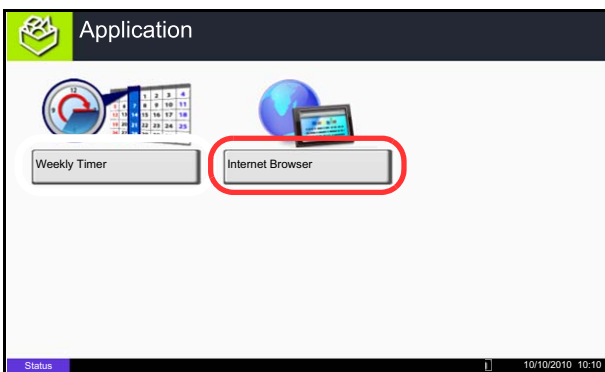 Application
Weekly Timer
Internet Browser
Status
10/10/2010 10:10